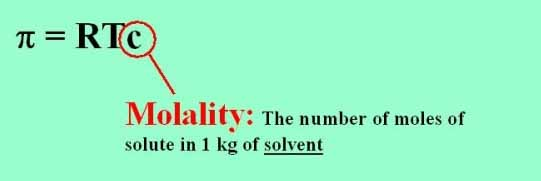 π = RTc
Molality: The number of moles of
solute in 1 kg of solvent